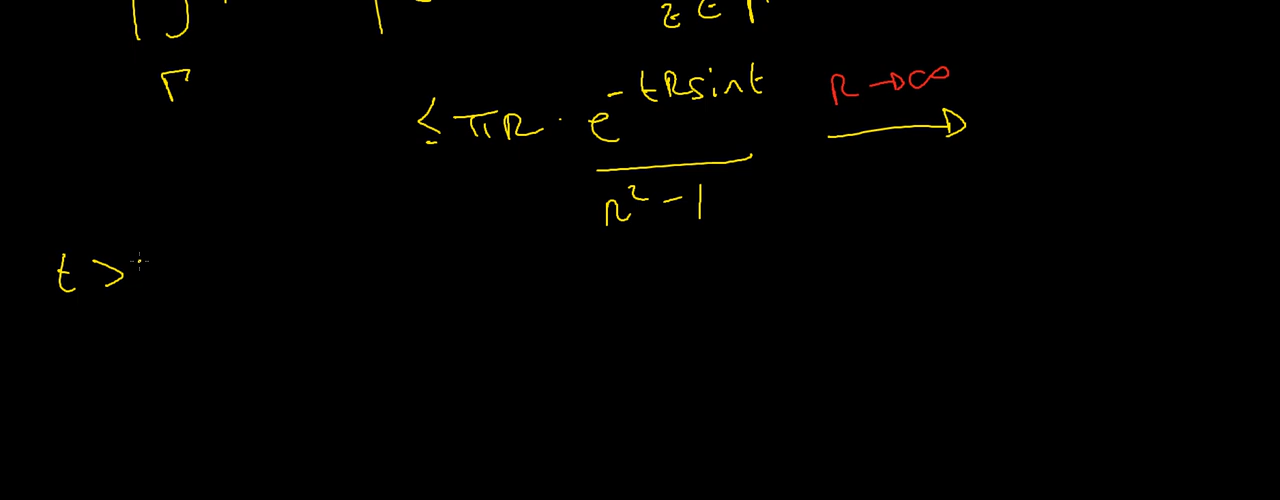 z ∈ Γ
Γ
≤ πR · e^{-tRsint} / R² - 1 R→∞
t >